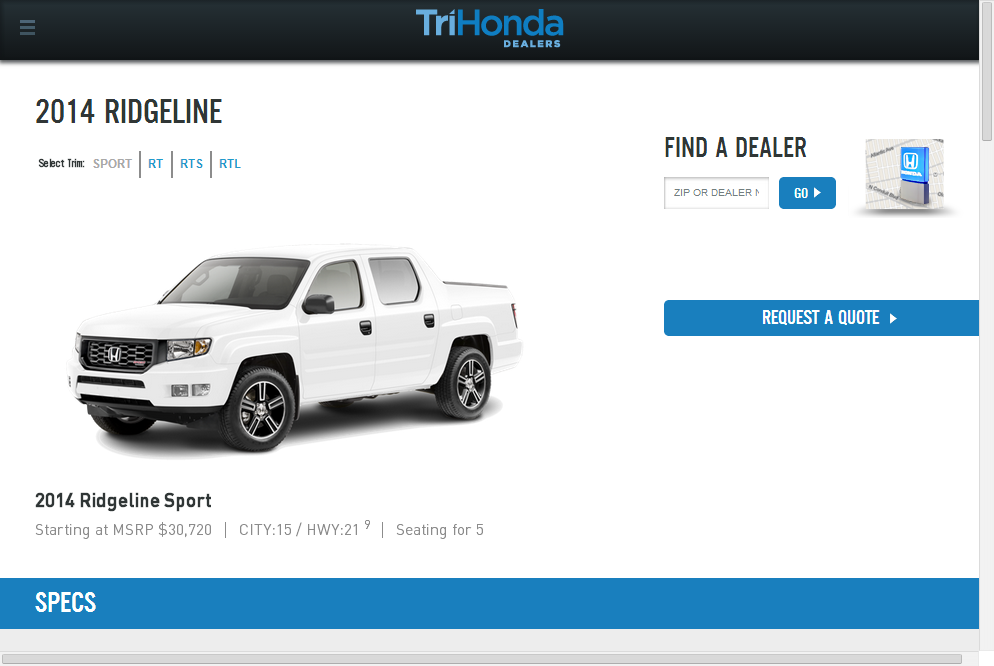 TriHonda
DEALERS
2014 RIDGELINE
Select Trim: SPORT RT RTS RTL
FIND A DEALER
ZIP OR DEALER N
GO
HONDA
REQUEST A QUOTE
2014 Ridgeline Sport
Starting at MSRP $30,720 | CITY:15 / HWY:21 9 | Seating for 5
SPECS